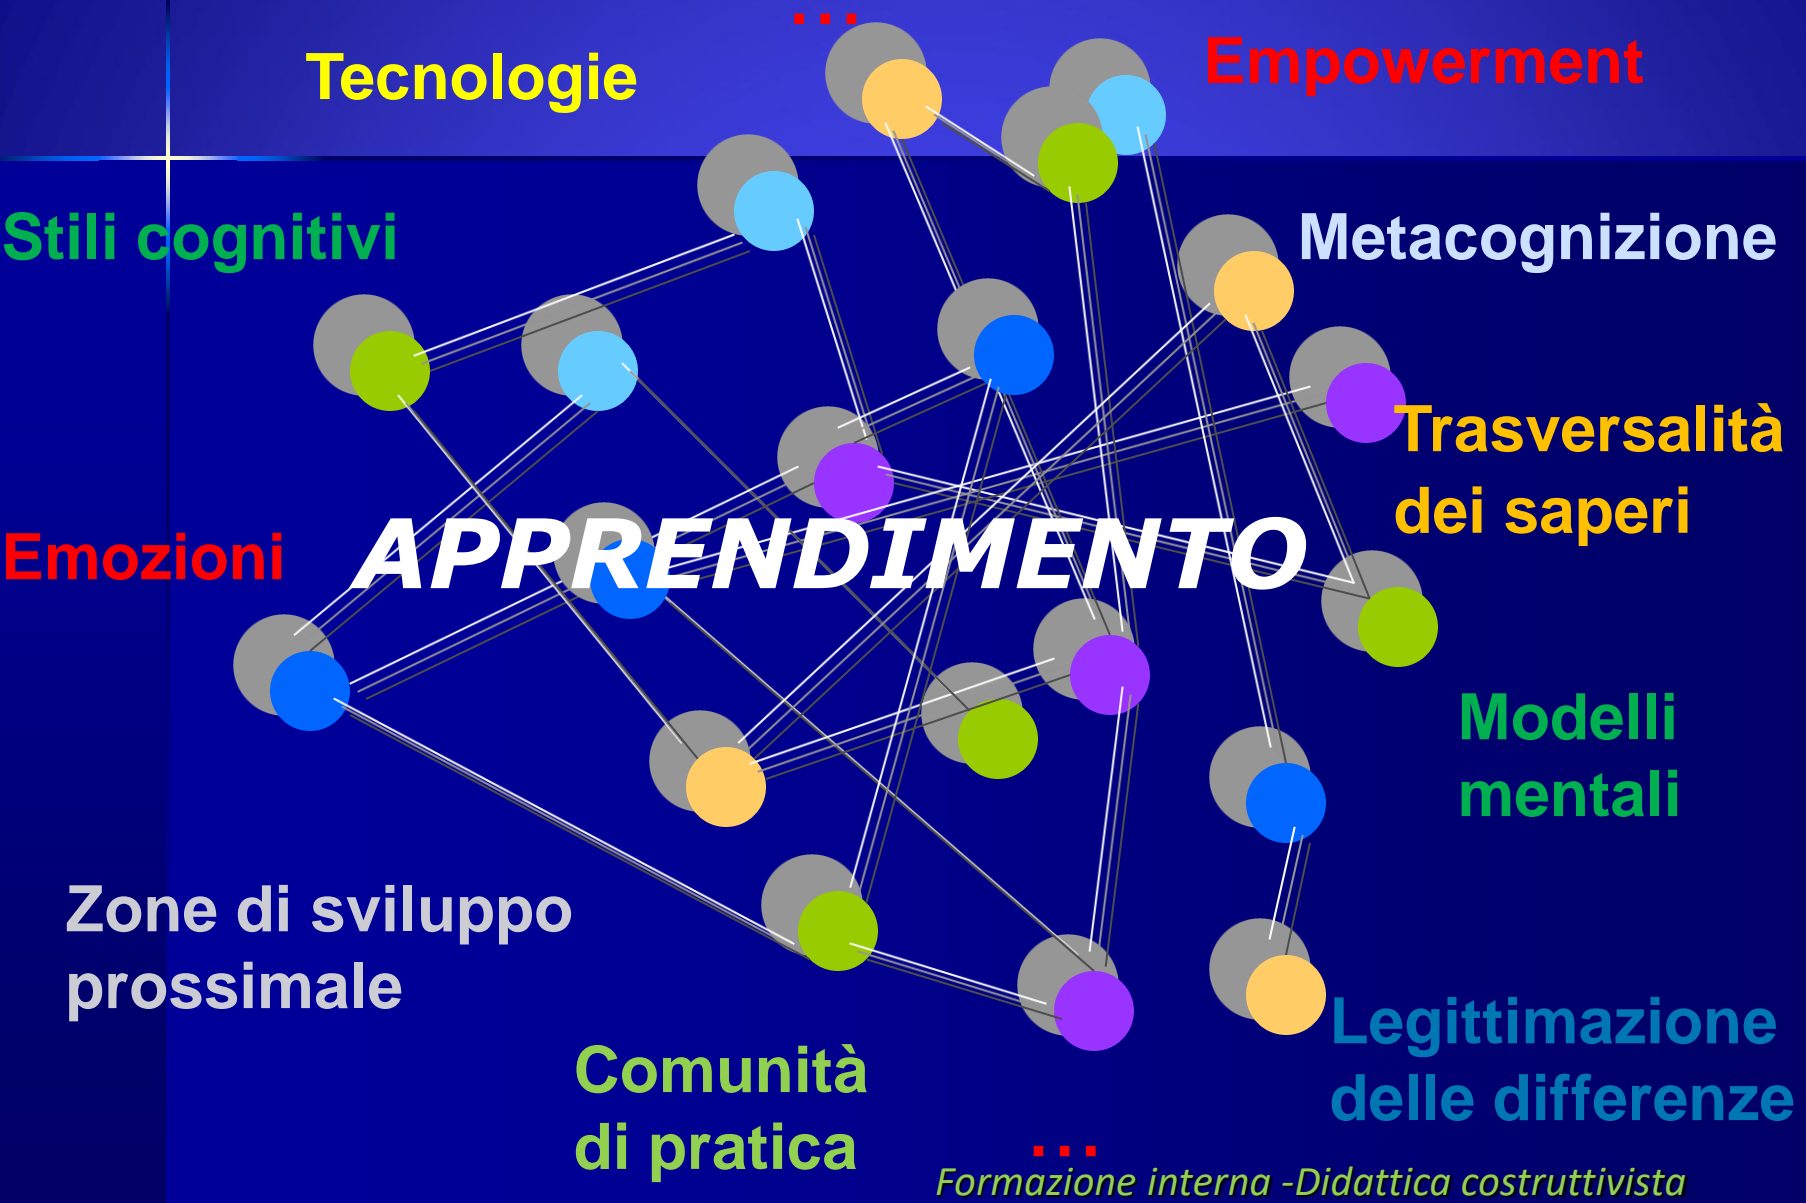 …
Tecnologie
Empowerment
Stili cognitivi
Metacognizione
Trasversalità
dei saperi
Emozioni
APPRENDIMENTO
Modelli
mentali
Zone di sviluppo
prossimale
Legittimazione
delle differenze
Comunità
di pratica
…
Formazione interna -Didattica costruttivista